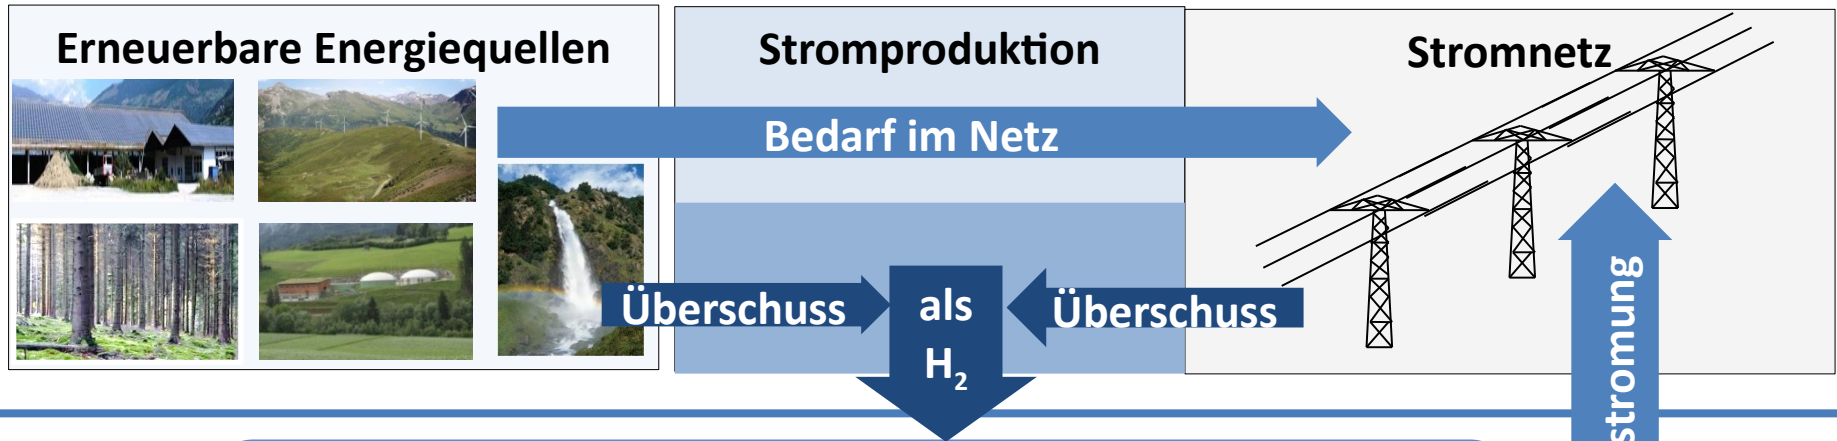 Erneuerbare Energiequellen
Stromproduktion
Stromnetz
Bedarf im Netz
Überschuss
als
H₂
Überschuss
stromung